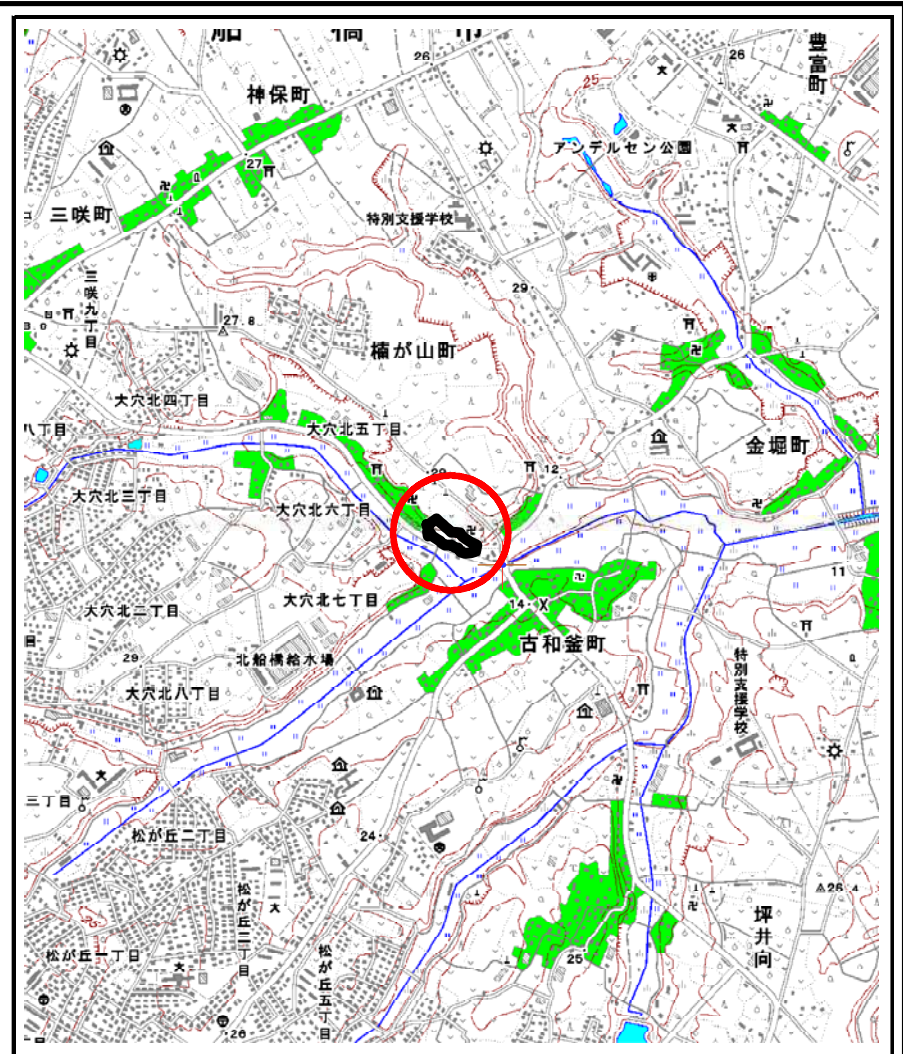 船橋市
26
26
豊富町
25
神保町
アンデルセン公園
27
三咲町
特別支援学校
三咲九丁目
29
27.8
楠が山町
大穴北四丁目
八丁目
大穴北五丁目
金堀町
29
12
大穴北三丁目
大穴北六丁目
11
大穴北七丁目
14
大穴北二丁目
古和釜町
29
北船橋給水場
特別支援学校
大穴北八丁目
三丁目
松が丘二丁目
24
26.4
松が丘三丁目
坪井向
松が丘一丁目
松が丘五丁目
25
26